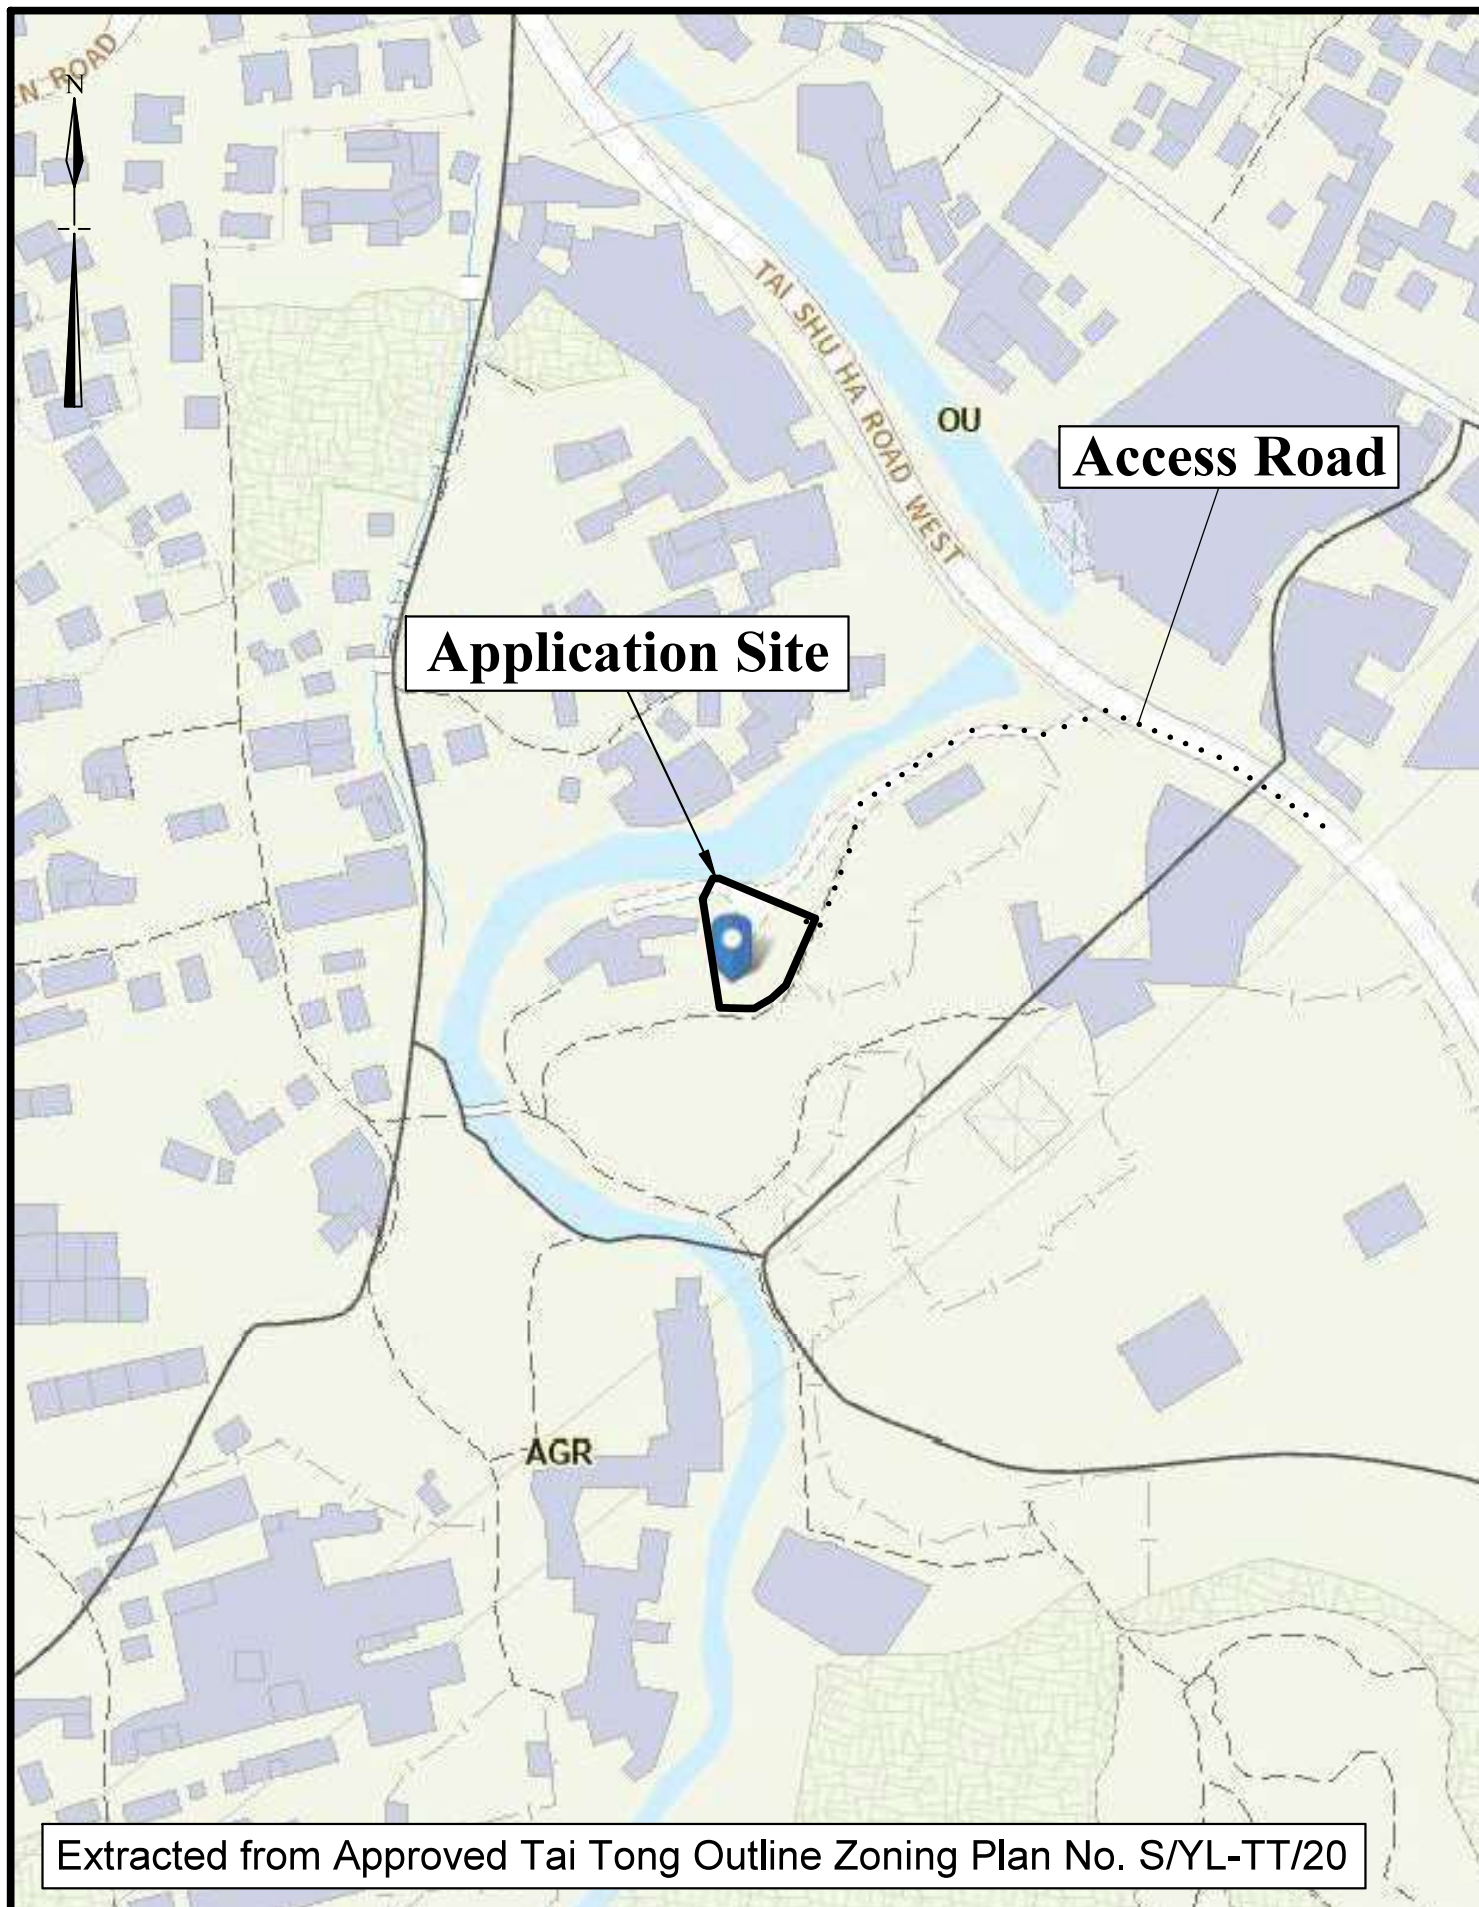 EN ROAD
N
TAI SHU HA ROAD WEST
OU
Access Road
Application Site
AGR
Extracted from Approved Tai Tong Outline Zoning Plan No. S/YL-TT/20